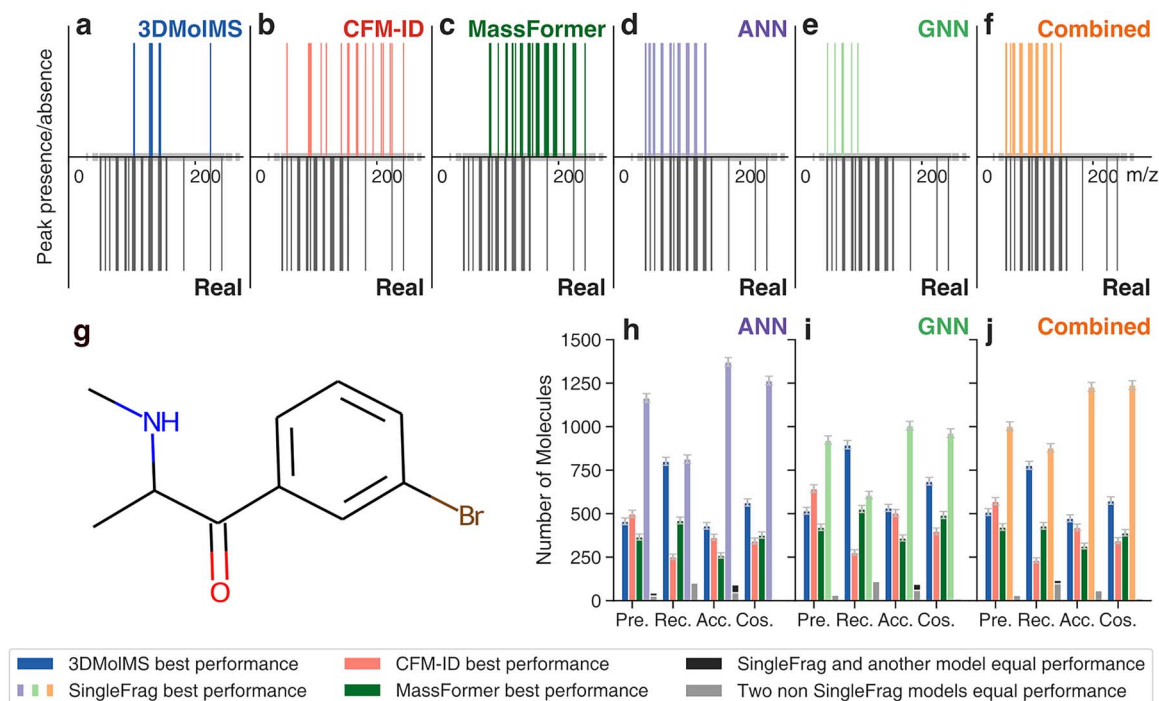 a 3DMolMS b CFM-ID c MassFormer d ANN e GNN f Combined
Peak presence/absence
0 200 0 200 0 200 0 200 0 200 0 200 m/z
Real Real Real Real Real Real
g
NH
O
Br
h ANN i GNN j Combined
Number of Molecules
1500
1250
1000
750
500
250
0
Pre. Rec. Acc. Cos. Pre. Rec. Acc. Cos. Pre. Rec. Acc. Cos.
3DMolMS best performance CFM-ID best performance SingleFrag and another model equal performance
SingleFrag best performance MassFormer best performance Two non SingleFrag models equal performance